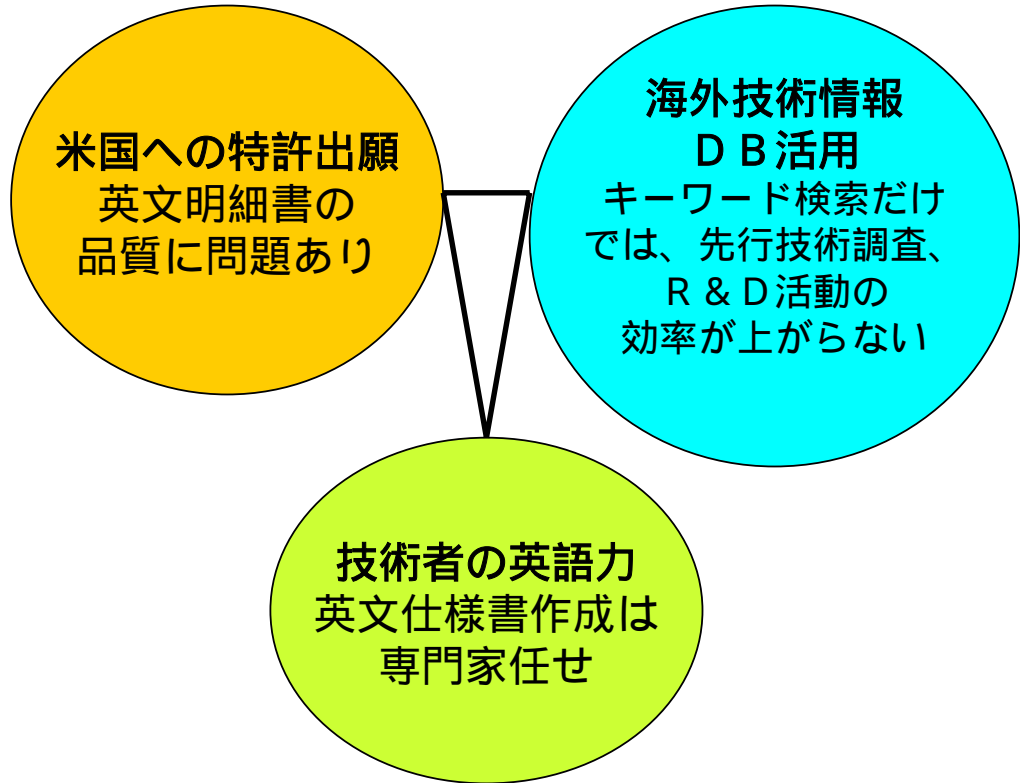 米国への特許出願
英文明細書の
品質に問題あり
海外技術情報
ＤＢ活用
キーワード検索だけ
では、先行技術調査、
Ｒ＆Ｄ活動の
効率が上がらない
技術者の英語力
英文仕様書作成は
専門家任せ